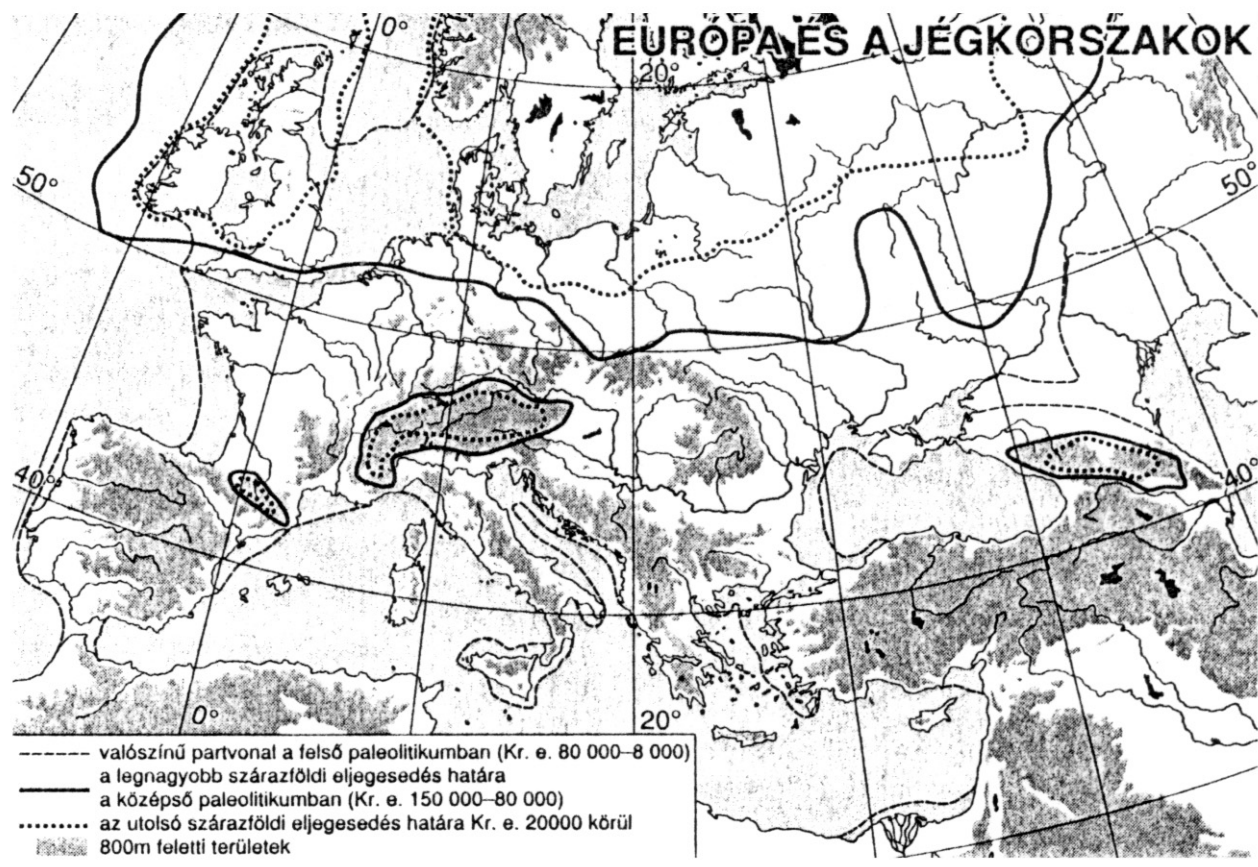 EURÓPA ÉS A JÉGKORSZAKOK
0°
20°
50°
50°
40°
40°
0°
20°
valószínű partvonal a felső paleolitikumban (Kr. e. 80 000–8 000)
a legnagyobb szárazföldi eljegesedés határa
a középső paleolitikumban (Kr. e. 150 000–80 000)
az utolsó szárazföldi eljegesedés határa Kr. e. 20000 körül
800m feletti területek